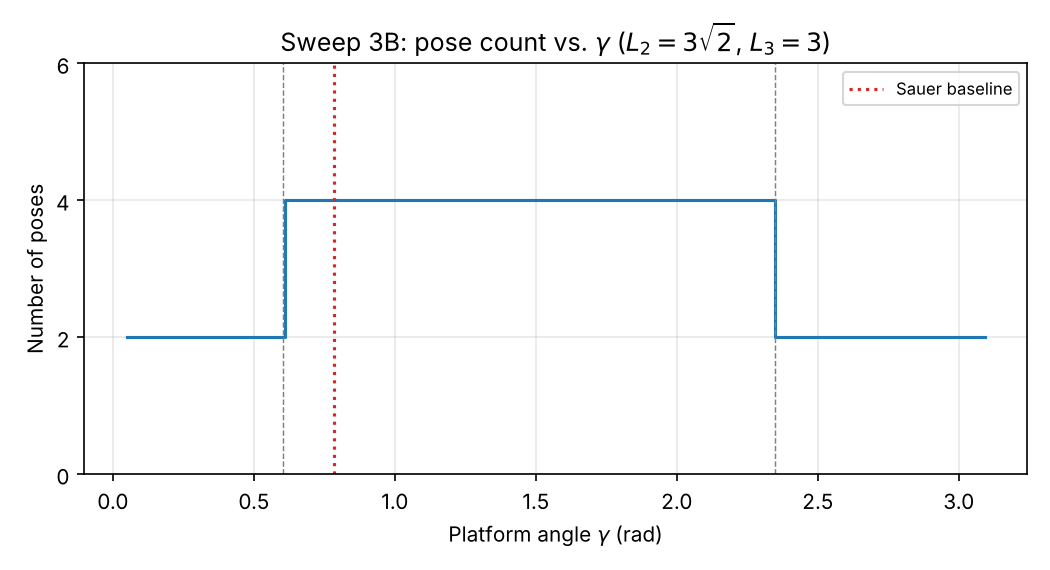 Sweep 3B: pose count vs. γ (L₂ = 3√2, L₃ = 3)
Sauer baseline
Number of poses
6
4
2
0
0.0 0.5 1.0 1.5 2.0 2.5 3.0
Platform angle γ (rad)